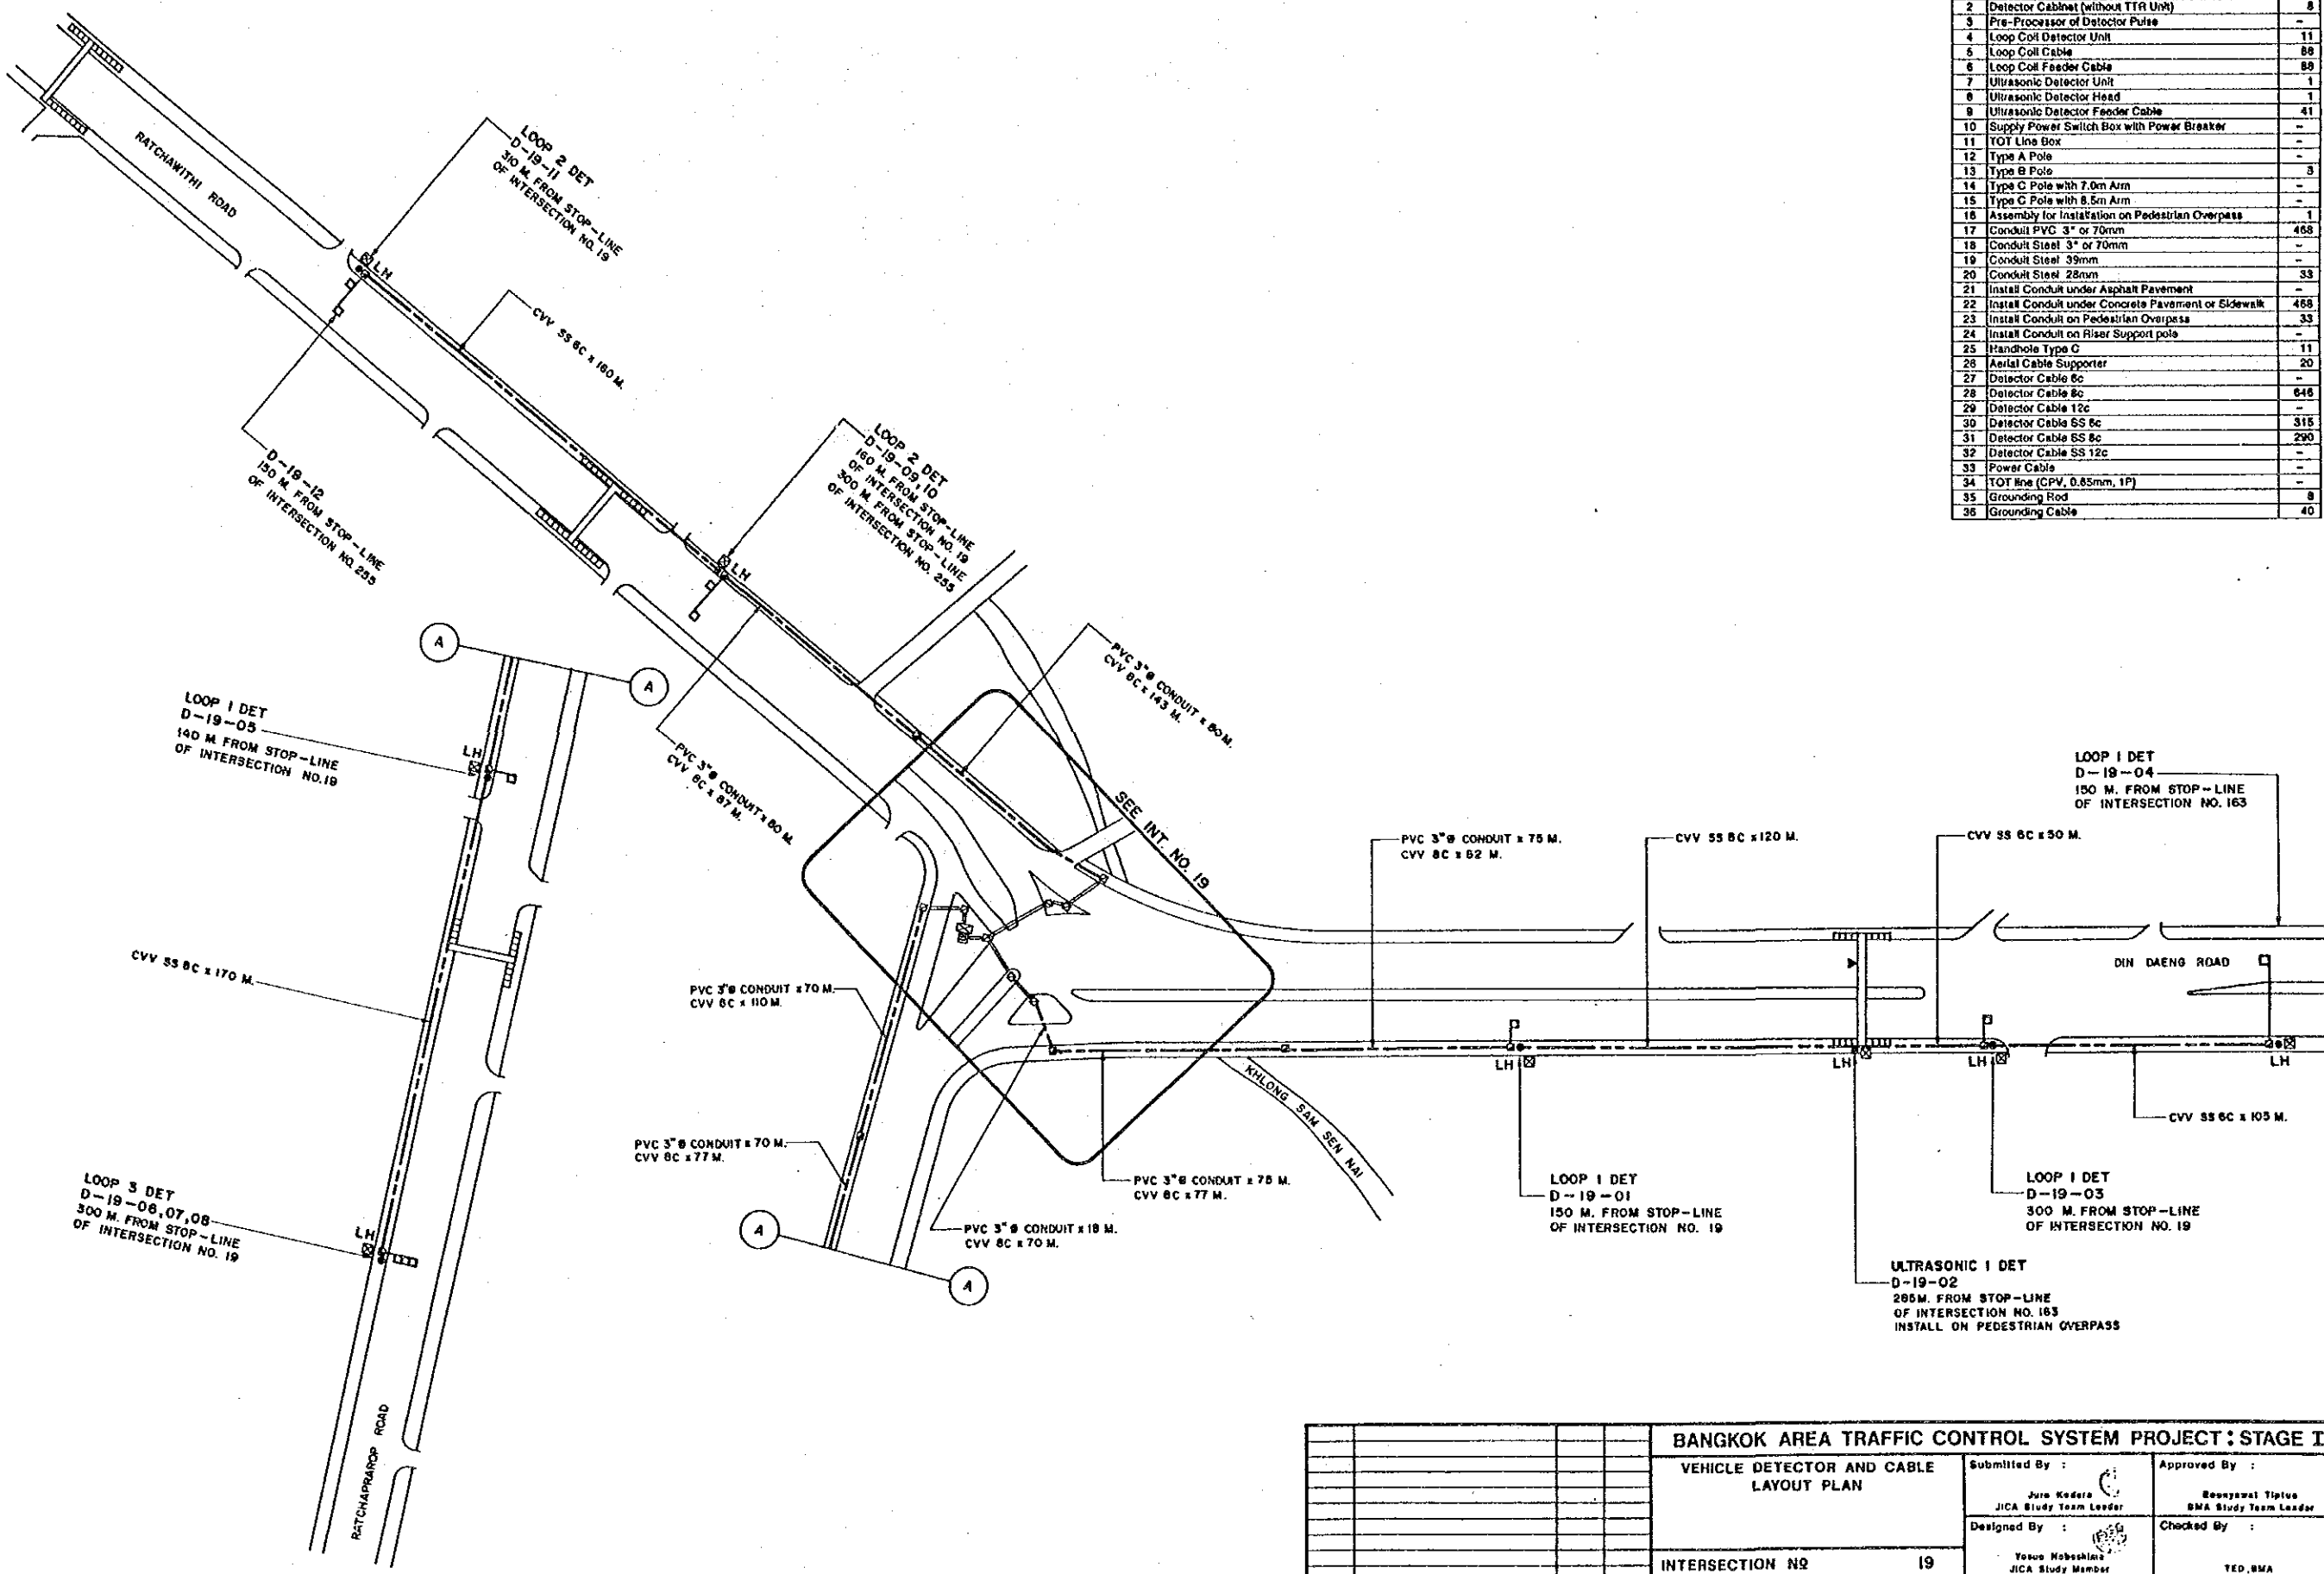 2 Detector Cabinet (without TTR Unit) 8
3 Pre-Processor of Detector Pulse -
4 Loop Coil Detector Unit 11
5 Loop Coil Cable 88
6 Loop Coil Feeder Cable 88
7 Ultrasonic Detector Unit 1
8 Ultrasonic Detector Head 1
9 Ultrasonic Detector Feeder Cable 41
10 Supply Power Switch Box with Power Breaker -
11 TOT Line Box -
12 Type A Pole -
13 Type B Pole 3
14 Type C Pole with 7.0m Arm -
15 Type C Pole with 8.5m Arm -
16 Assembly for Installation on Pedestrian Overpass 1
17 Conduit PVC 3" or 70mm 468
18 Conduit Steel 3" or 70mm -
19 Conduit Steel 39mm -
20 Conduit Steel 28mm 33
21 Install Conduit under Asphalt Pavement -
22 Install Conduit under Concrete Pavement or Sidewalk 468
23 Install Conduit on Pedestrian Overpass 33
24 Install Conduit on Riser Support pole -
25 Handhole Type C 11
26 Aerial Cable Supporter 20
27 Detector Cable 6c -
28 Detector Cable 8c 646
29 Detector Cable 12c -
30 Detector Cable SS 6c 315
31 Detector Cable SS 8c 290
32 Detector Cable SS 12c -
33 Power Cable -
34 TOT line (CPV, 0.65mm, 1P) -
35 Grounding Rod 8
36 Grounding Cable 40
RATCHAWITHI ROAD
LOOP 2 DET
D-19-11
310 M. FROM STOP-LINE
OF INTERSECTION NO. 19
LH
CVV SS 6C x 160 M.
D-19-12
150 M. FROM STOP-LINE
OF INTERSECTION NO. 255
LOOP 2 DET
D-19-09,10
160 M. FROM STOP-LINE
OF INTERSECTION NO. 19
300 M. FROM STOP-LINE
OF INTERSECTION NO. 255
LH
PVC 3"Ø CONDUIT x 80 M.
CVV 8C x 143 M.
PVC 3"Ø CONDUIT x 80 M.
CVV 8C x 87 M.
SEE INT. NO. 19
A
A
LOOP 1 DET
D-19-05
140 M. FROM STOP-LINE
OF INTERSECTION NO.19
LH
CVV SS 8C x 170 M.
LOOP 3 DET
D-19-06,07,08
300 M. FROM STOP-LINE
OF INTERSECTION NO. 19
LH
RATCHAPRAROP ROAD
PVC 3"Ø CONDUIT x 70 M.
CVV 8C x 110 M.
PVC 3"Ø CONDUIT x 70 M.
CVV 8C x 77 M.
A
A
PVC 3"Ø CONDUIT x 75 M.
CVV 8C x 77 M.
PVC 3"Ø CONDUIT x 18 M.
CVV 8C x 70 M.
PVC 3"Ø CONDUIT x 75 M.
CVV 8C x 82 M.
CVV SS 8C x 120 M.
CVV SS 6C x 50 M.
LOOP 1 DET
D-19-04
150 M. FROM STOP-LINE
OF INTERSECTION NO. 163
DIN DAENG ROAD
LH
LH
LH
LH
KHLONG SAM SEN NAI
CVV SS 6C x 105 M.
LOOP 1 DET
D-19-01
150 M. FROM STOP-LINE
OF INTERSECTION NO. 19
LOOP 1 DET
D-19-03
300 M. FROM STOP-LINE
OF INTERSECTION NO. 19
ULTRASONIC 1 DET
D-19-02
M. FROM STOP-LINE
OF INTERSECTION NO. 163
INSTALL ON PEDESTRIAN OVERPASS
BANGKOK AREA TRAFFIC CONTROL SYSTEM PROJECT : STAGE I
VEHICLE DETECTOR AND CABLE
LAYOUT PLAN
Submitted By :
JICA Study Team Leader
Approved By :
BMA Study Team Leader
Designed By :
JICA Study Member
Checked By :
TED, BMA
INTERSECTION Nº 19